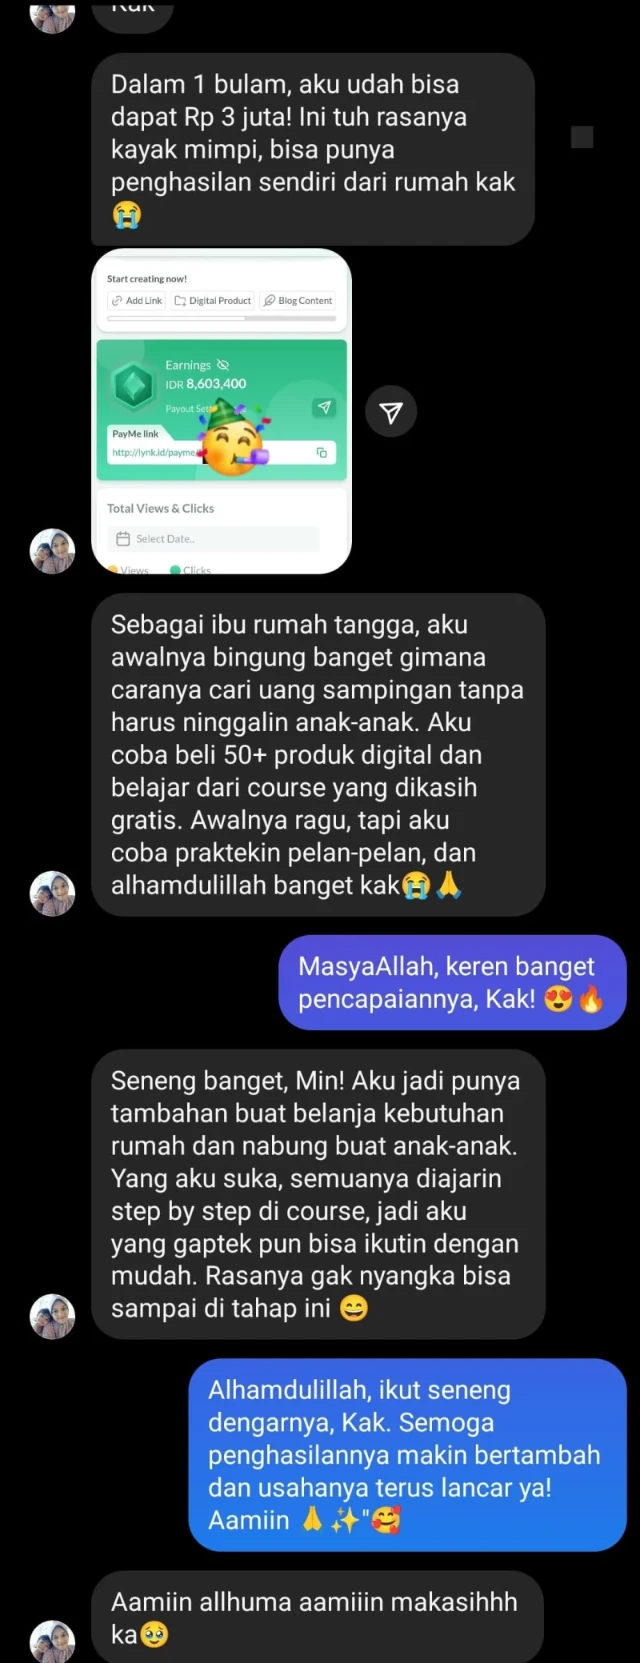 Kak
Dalam 1 bulam, aku udah bisa
dapat Rp 3 juta! Ini tuh rasanya
kayak mimpi, bisa punya
penghasilan sendiri dari rumah kak
😭
Start creating now!
Add Link Digital Product Blog Content
Earnings
IDR 8,603,400
Payout Set
PayMe link
http://lynk.id/payme/
Total Views & Clicks
Select Date..
Views Clicks
Sebagai ibu rumah tangga, aku
awalnya bingung banget gimana
caranya cari uang sampingan tanpa
harus ninggalin anak-anak. Aku
coba beli 50+ produk digital dan
belajar dari course yang dikasih
gratis. Awalnya ragu, tapi aku
coba praktekin pelan-pelan, dan
alhamdulillah banget kak😭🙏
MasyaAllah, keren banget
pencapaiannya, Kak! 😍🔥
Seneng banget, Min! Aku jadi punya
tambahan buat belanja kebutuhan
rumah dan nabung buat anak-anak.
Yang aku suka, semuanya diajarin
step by step di course, jadi aku
yang gaptek pun bisa ikutin dengan
mudah. Rasanya gak nyangka bisa
sampai di tahap ini 😄
Alhamdulillah, ikut seneng
dengarnya, Kak. Semoga
penghasilannya makin bertambah
dan usahanya terus lancar ya!
Aamiin 🙏✨"🥰
Aamiin allhuma aamiiin makasihhh
ka🥹